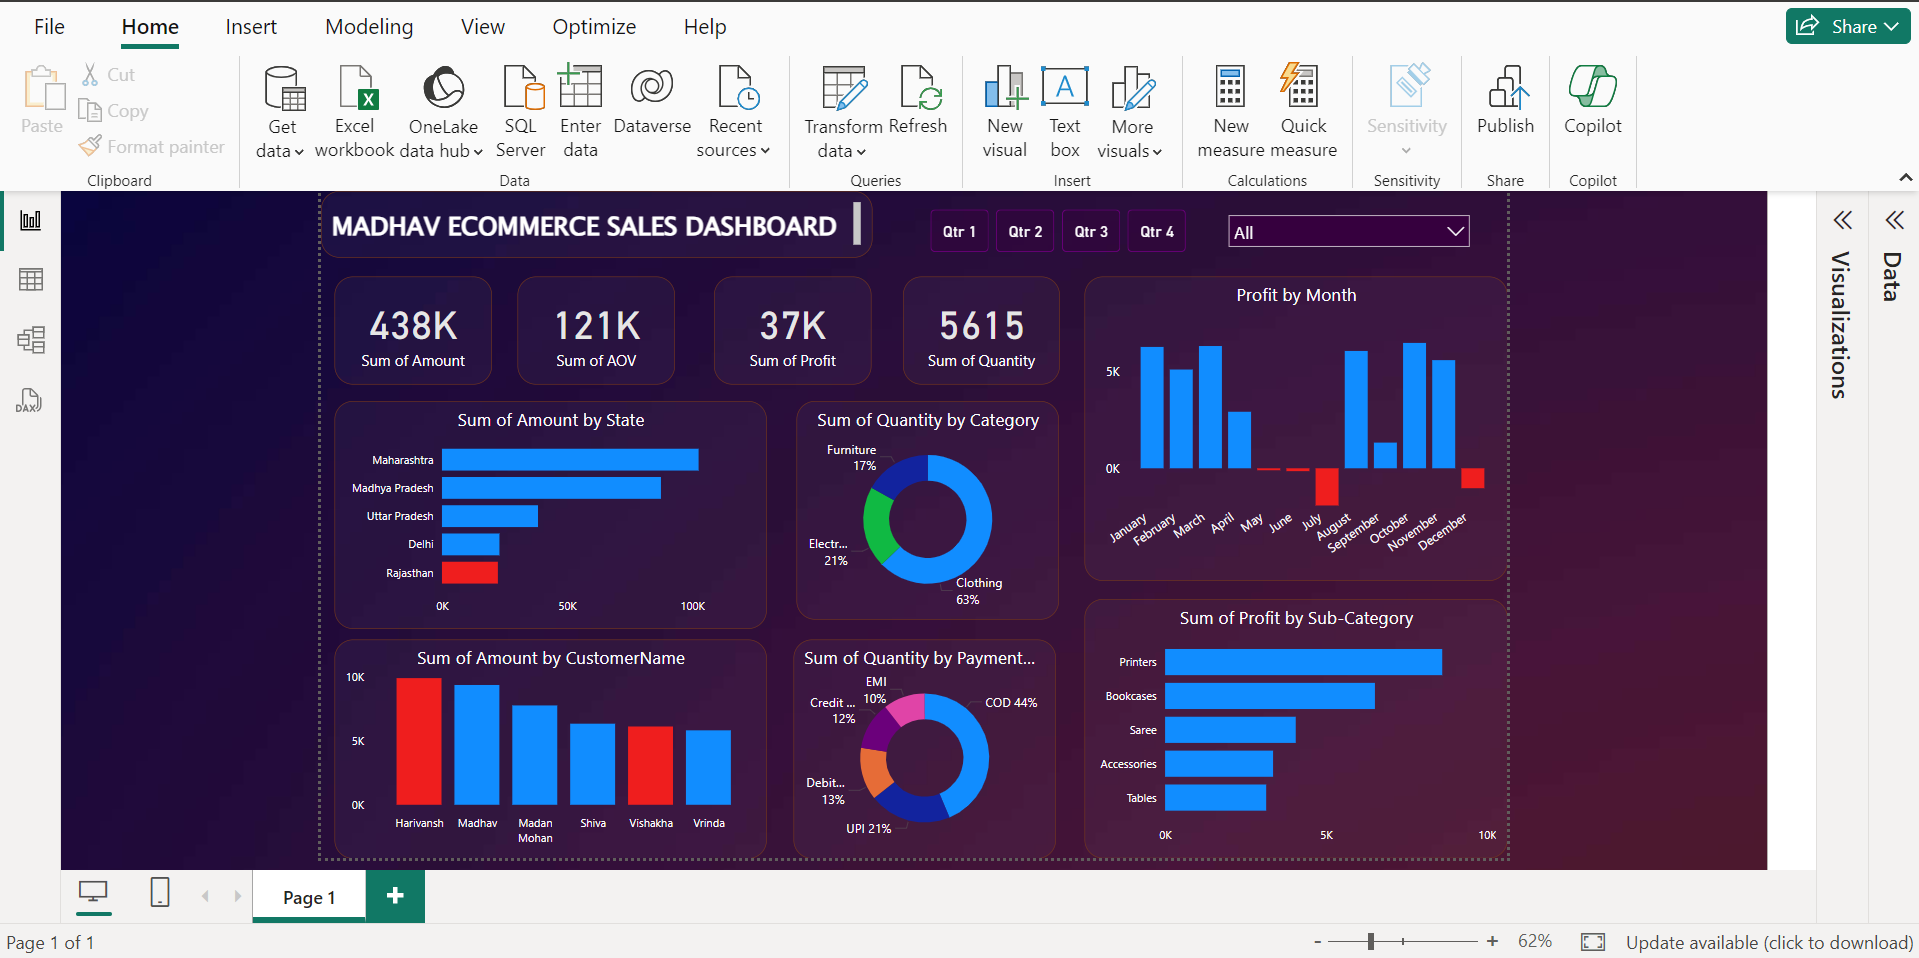 File Home Insert Modeling View Optimize Help
Share
Paste
Cut
Copy
Format painter
Clipboard
Get data
Excel workbook
OneLake data hub
SQL Server
Enter data
Dataverse
Recent sources
Data
Transform data
Refresh
Queries
New visual
A
Text box
More visuals
Insert
New measure
Quick measure
Calculations
Sensitivity
Sensitivity
Publish
Share
Copilot
Copilot
DAX
MADHAV ECOMMERCE SALES DASHBOARD
Qtr 1
Qtr 2
Qtr 3
Qtr 4
All
438K
Sum of Amount
121K
Sum of AOV
37K
Sum of Profit
5615
Sum of Quantity
Profit by Month
5K
0K
January
February
March
April
May
June
July
August
September
October
November
December
Sum of Amount by State
Maharashtra
Madhya Pradesh
Uttar Pradesh
Delhi
Rajasthan
0K 50K 100K
Sum of Quantity by Category
Furniture
17%
Electr...
21%
Clothing
63%
Sum of Amount by CustomerName
10K
5K
0K
Harivansh
Madhav
Madan
Mohan
Shiva
Vishakha
Vrinda
Sum of Quantity by Payment...
EMI
10%
Credit ...
12%
Debit...
13%
UPI 21%
COD 44%
Sum of Profit by Sub-Category
Printers
Bookcases
Saree
Accessories
Tables
0K 5K 10K
Visualizations
Data
Page 1
+
Page 1 of 1
- + 62%
Update available (click to download)